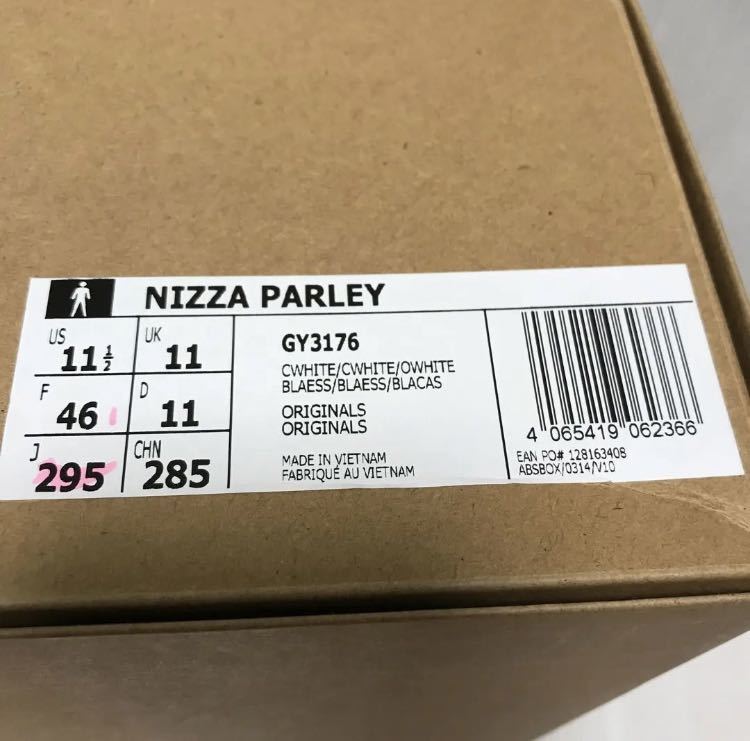 NIZZA PARLEY
US 11½ UK 11
F 46 D 11
J 295 CHN 285
GY3176
CWHITE/CWHITE/OWHITE
BLAESS/BLAESS/BLACAS
ORIGINALS
ORIGINALS
MADE IN VIETNAM
FABRIQUÉ AU VIETNAM
4 065419 062366
EAN PO# 128163408
ABSBOX/0314/V10